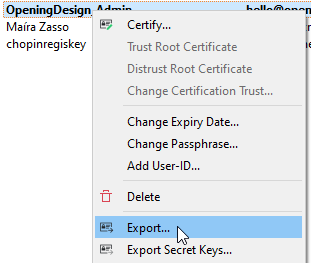 OpeningDesign Admin hello@open
Maíra Zasso
chopinregiskey
Certify...
Trust Root Certificate
Distrust Root Certificate
Change Certification Trust...
Change Expiry Date...
Change Passphrase...
Add User-ID...
Delete
Export...
Export Secret Keys...